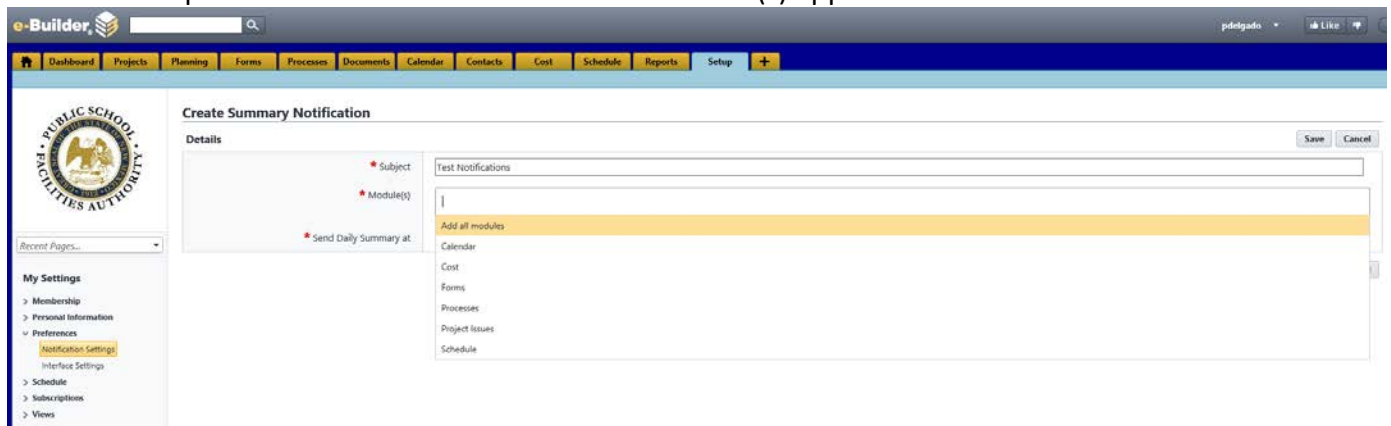 e-Builder
pdelgado
Like
Dashboard Projects Planning Forms Processes Documents Calendar Contacts Cost Schedule Reports Setup +
PUBLIC SCHOOL
FACILITIES AUTHORITY
Create Summary Notification
Details
Save Cancel
* Subject Test Notifications
* Module(s)
Add all modules
* Send Daily Summary at
Calendar
Cost
Forms
Processes
Project Issues
Schedule
Recent Pages...
My Settings
> Membership
> Personal Information
Preferences
Notification Settings
Interface Settings
> Schedule
> Subscriptions
> Views